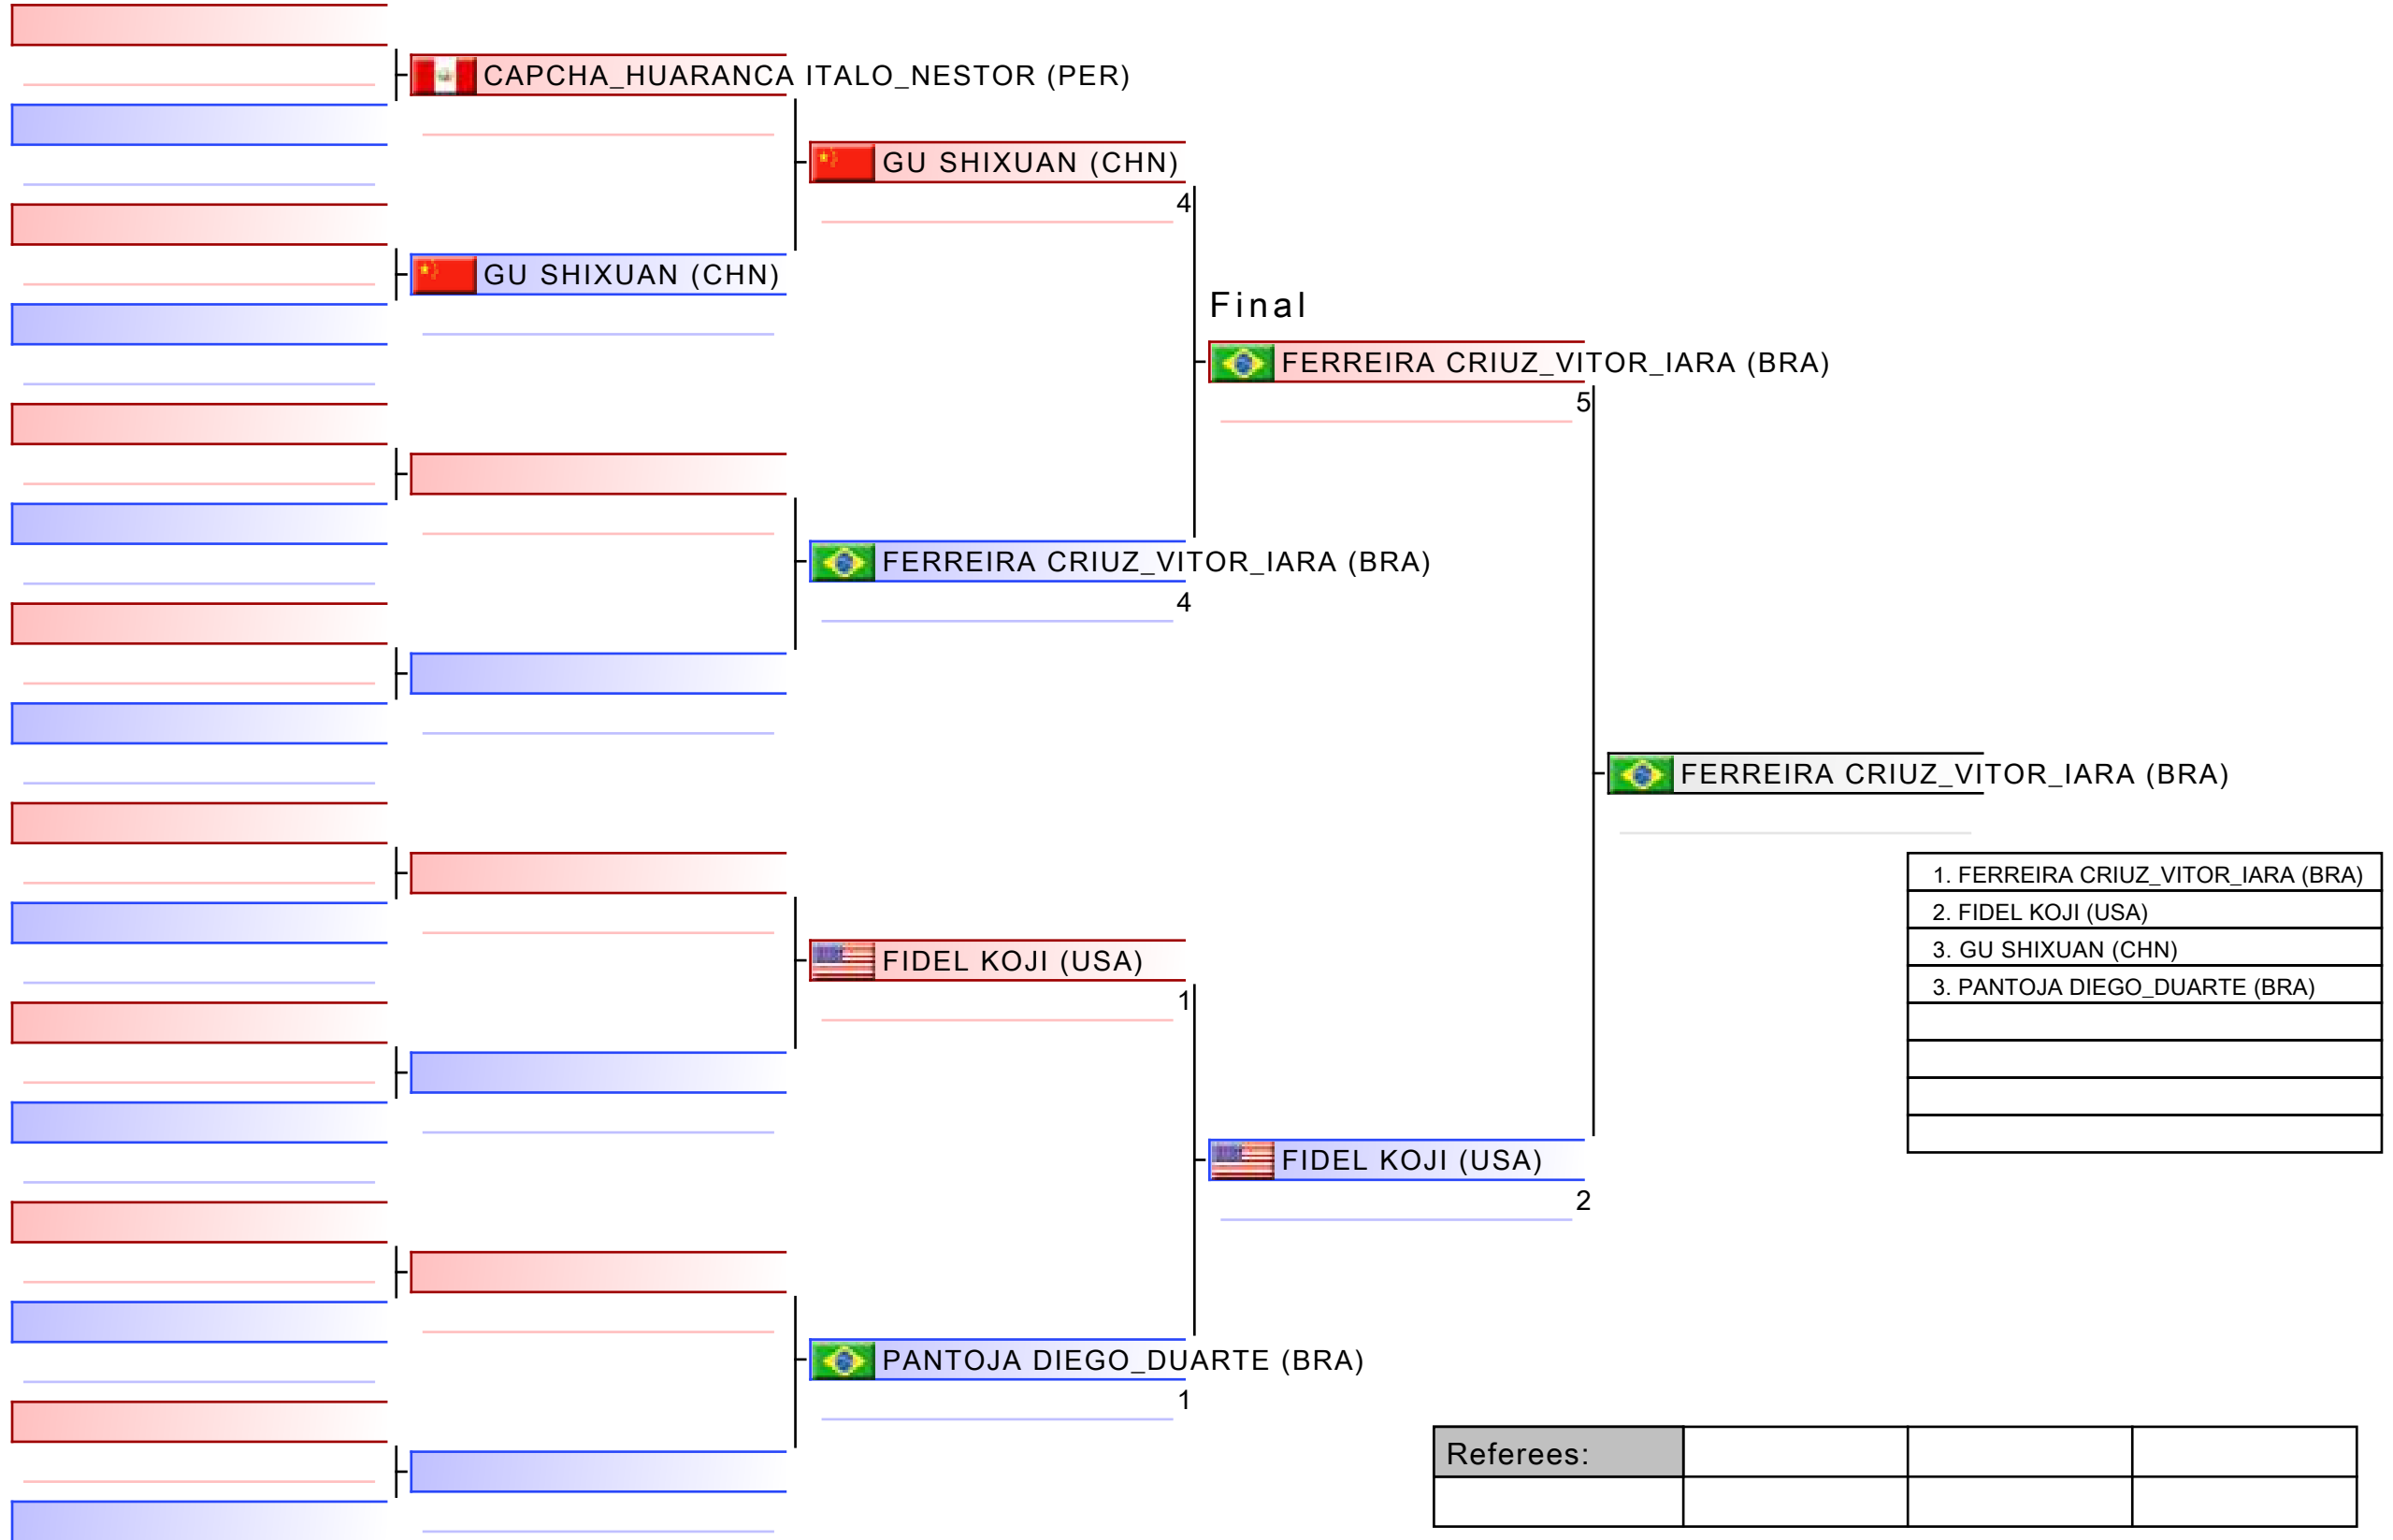 CAPCHA_HUARANCA ITALO_NESTOR (PER)
GU SHIXUAN (CHN)
4
GU SHIXUAN (CHN)
Final
FERREIRA CRIUZ_VITOR_IARA (BRA)
5
FERREIRA CRIUZ_VITOR_IARA (BRA)
4
FERREIRA CRIUZ_VITOR_IARA (BRA)
1. FERREIRA CRIUZ_VITOR_IARA (BRA)
2. FIDEL KOJI (USA)
3. GU SHIXUAN (CHN)
3. PANTOJA DIEGO_DUARTE (BRA)
FIDEL KOJI (USA)
1
FIDEL KOJI (USA)
2
PANTOJA DIEGO_DUARTE (BRA)
1
Referees: